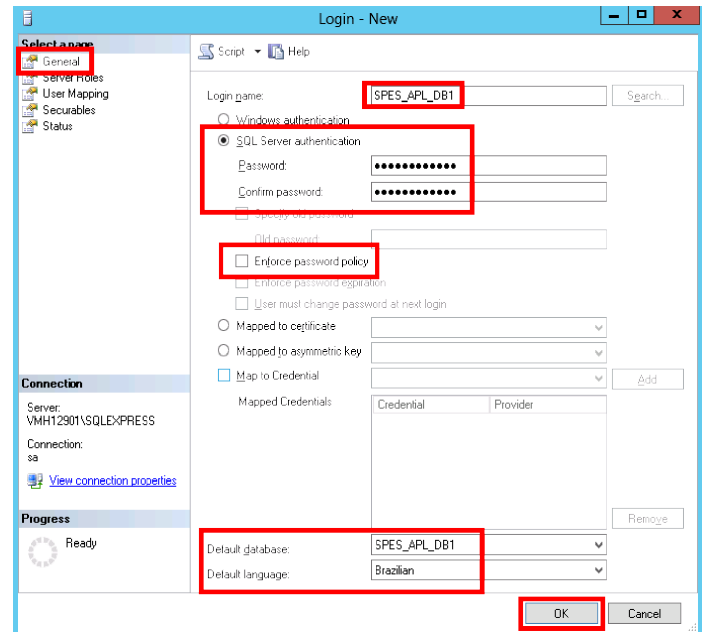 Login - New
Select a page
General
Server Roles
User Mapping
Securables
Status
Script
Help
Login name:
SPES_APL_DB1
Search...
Windows authentication
SQL Server authentication
Password:
●●●●●●●●●●●●
Confirm password:
●●●●●●●●●●●●
Specify old password
Old password:
Enforce password policy
Enforce password expiration
User must change password at next login
Mapped to certificate
Mapped to asymmetric key
Map to Credential
Add
Mapped Credentials
Credential Provider
Remove
Default database:
SPES_APL_DB1
Default language:
Brazilian
Connection
Server:
VMH12901\SQLEXPRESS
Connection:
sa
View connection properties
Progress
Ready
OK
Cancel